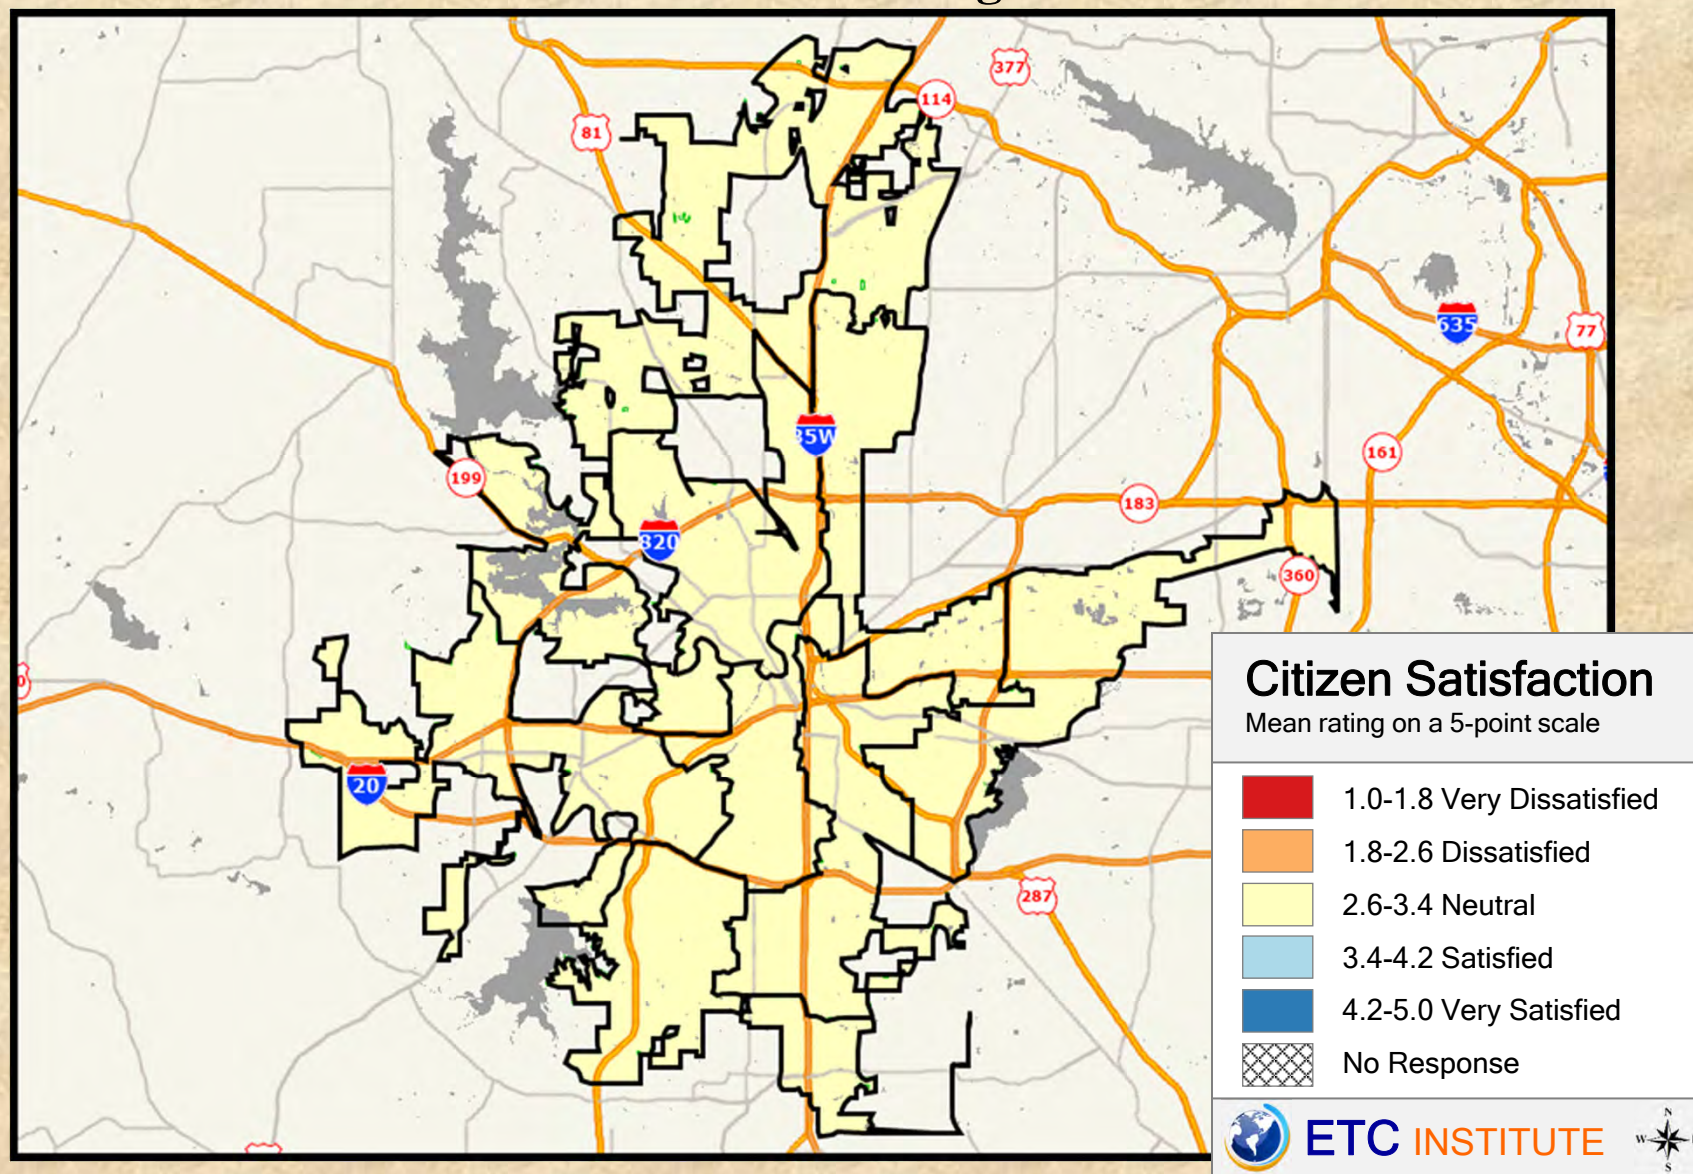 377
114
81
635
77
35W
199
161
183
820
360
20
287
Citizen Satisfaction
Mean rating on a 5-point scale
1.0-1.8 Very Dissatisfied
1.8-2.6 Dissatisfied
2.6-3.4 Neutral
3.4-4.2 Satisfied
4.2-5.0 Very Satisfied
No Response
ETC INSTITUTE
N
W
S